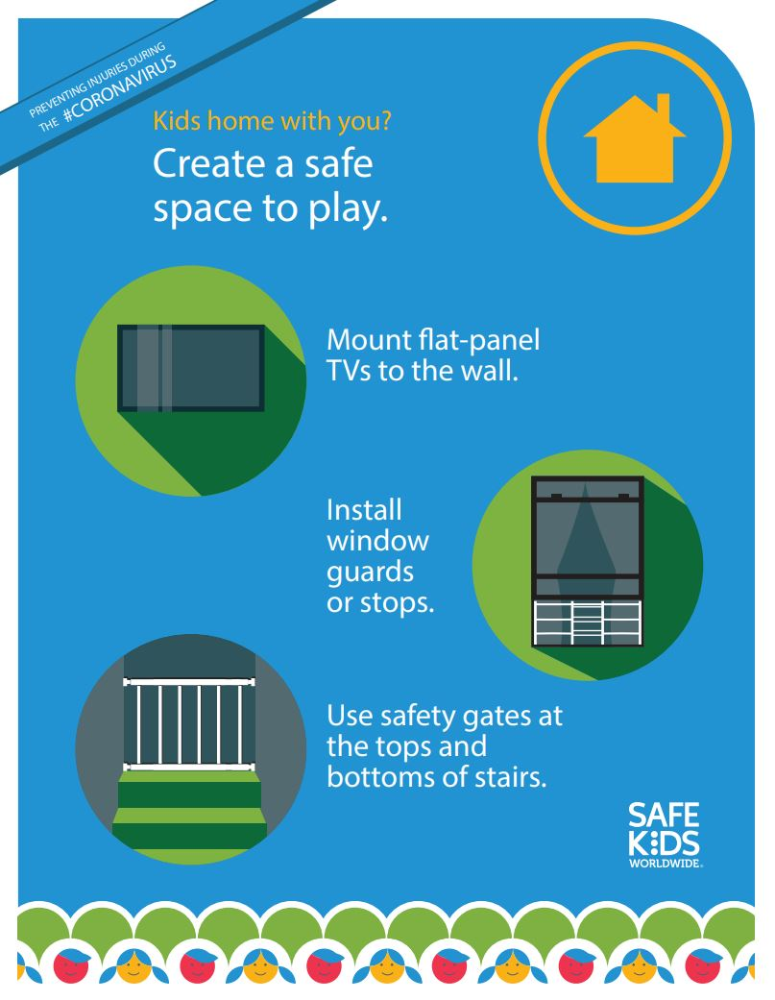 PREVENTING INJURIES DURING
THE #CORONAVIRUS
Kids home with you?
Create a safe
space to play.
Mount flat-panel
TVs to the wall.
Install
window
guards
or stops.
Use safety gates at
the tops and
bottoms of stairs.
SAFE
KIDS
WORLDWIDE®